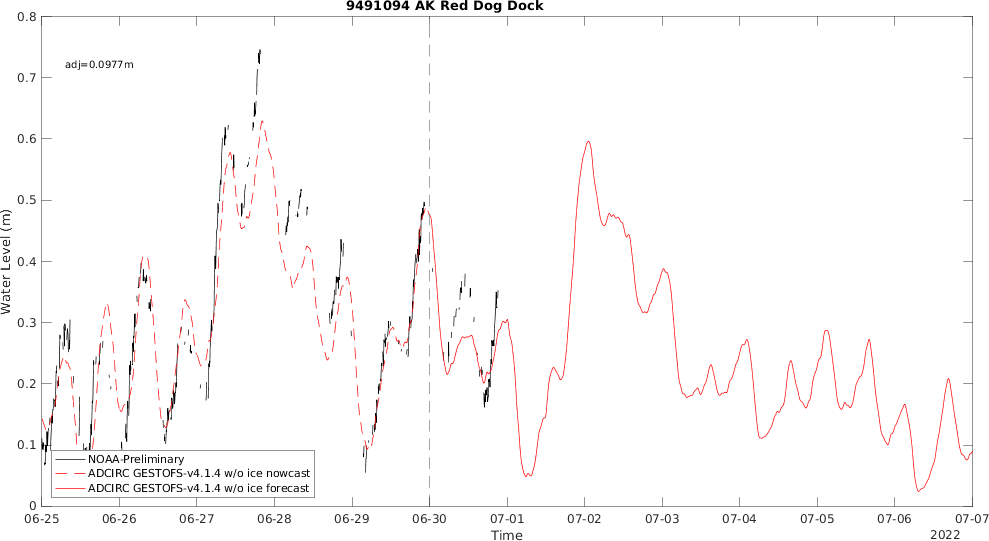 9491094 AK Red Dog Dock
adj=0.0977m
Water Level (m)
0.8
0.7
0.6
0.5
0.4
0.3
0.2
0.1
0
NOAA-Preliminary
ADCIRC GESTOFS-v4.1.4 w/o ice nowcast
ADCIRC GESTOFS-v4.1.4 w/o ice forecast
06-25 06-26 06-27 06-28 06-29 06-30 07-01 07-02 07-03 07-04 07-05 07-06 07-07
Time
2022